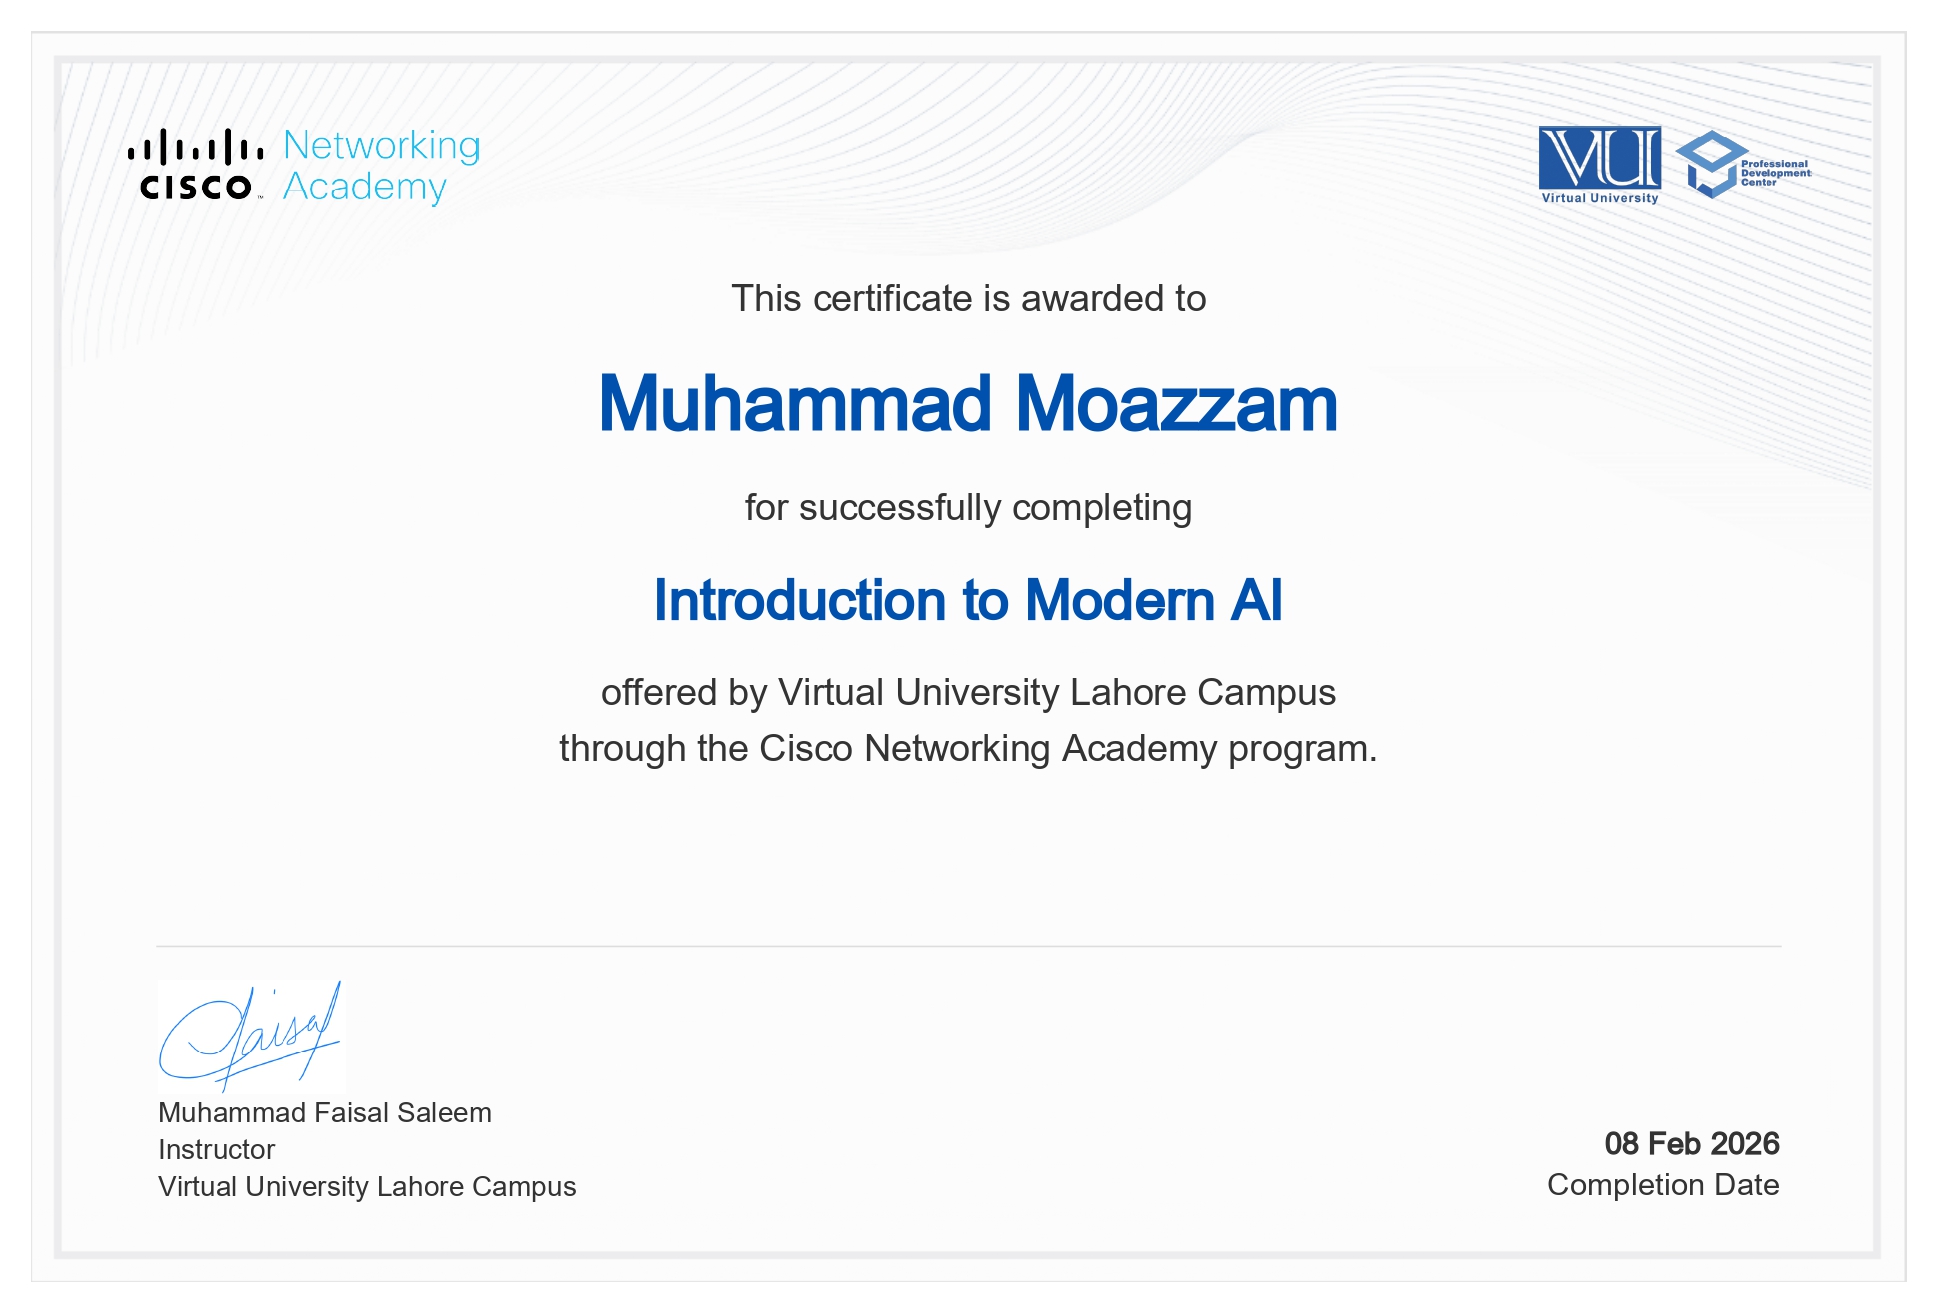 CISCO™
Networking
Academy
VU
Virtual University
Professional
Development
Center
This certificate is awarded to
Muhammad Moazzam
for successfully completing
Introduction to Modern AI
offered by Virtual University Lahore Campus
through the Cisco Networking Academy program.
Faisal
Muhammad Faisal Saleem
Instructor
Virtual University Lahore Campus
08 Feb 2026
Completion Date